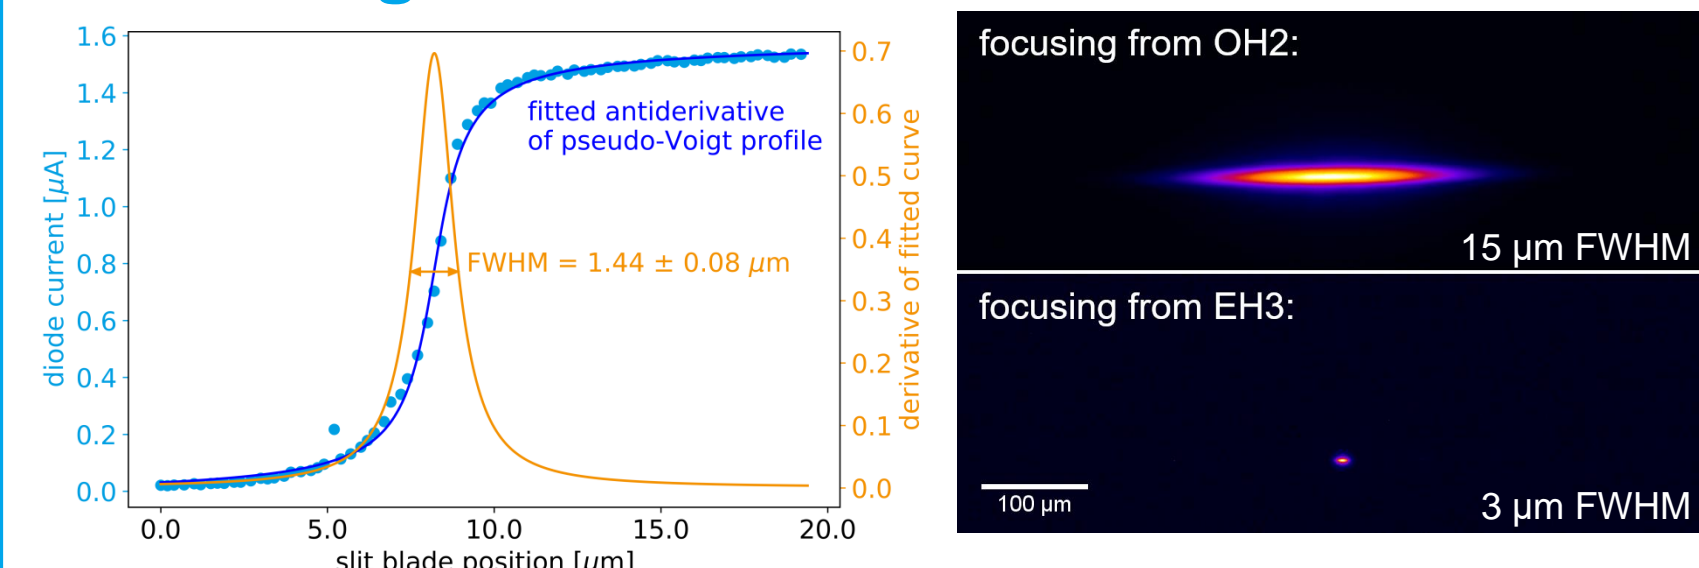 1.6
1.4
1.2
1.0
0.8
0.6
0.4
0.2
0.0
diode current [μA]
fitted antiderivative
of pseudo-Voigt profile
FWHM = 1.44 ± 0.08 μm
0.7
0.6
0.5
0.4
0.3
0.2
0.1
0.0
derivative of fitted curve
0.0 5.0 10.0 15.0 20.0
slit blade position [μm]
focusing from OH2:
15 μm FWHM
focusing from EH3:
100 μm
3 μm FWHM